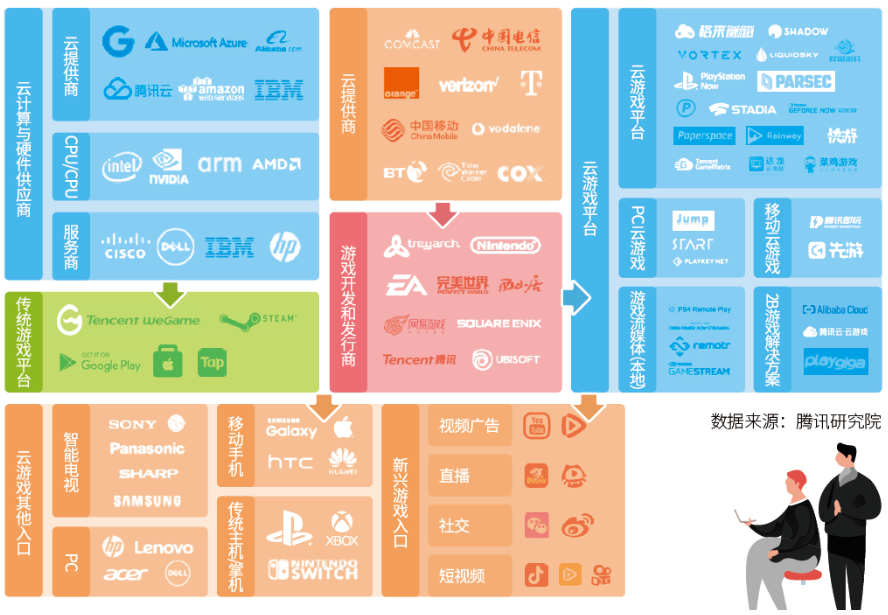 云计算与硬件供应商
云提供商
Microsoft Azure
Alibaba.com
腾讯云
amazon
web services
IBM
CPU/CPU
intel
NVIDIA
arm
AMD
服务商
CISCO
DELL
IBM
hp
云提供商
COMCAST
中国电信
CHINA TELECOM
orange
verizon
T
中国移动
China Mobile
vodafone
BT
Time
Warner
Cable
COX
游戏开发和发行商
treyarch
Nintendo
EA
完美世界
PERFECT WORLD
西山居
网易游戏
SQUARE ENIX
Tencent 腾讯
UBISOFT
云游戏平台
云游戏平台
格来云游戏
SHADOW
VORTEX
LIQUIDSKY
PlayStation
Now
PARSEC
STADIA
GEFORCE NOW
Paperspace
Rainway
快游
Tencent
GameMatrix
达龙
菜鸡游戏
PC云游戏
Jump
START
PLAYKEY.NET
移动云游戏
腾讯即玩
先游
游戏流媒体(本地)
PS4 Remote Play
remotr
GAMESTREAM
2B游戏解决方案
Alibaba Cloud
腾讯云·云游戏
playgiga
传统游戏平台
Tencent WeGame
STEAM
GET IT ON
Google Play
Tap
云游戏其他入口
智能电视
SONY
Panasonic
SHARP
SAMSUNG
PC
hp
Lenovo
acer
DELL
移动手机
SAMSUNG
Galaxy
hTC
HUAWEI
传统主机/掌机
XBOX
NINTENDO
SWITCH
新兴游戏入口
视频广告
You
Tube
直播
社交
短视频
数据来源：腾讯研究院